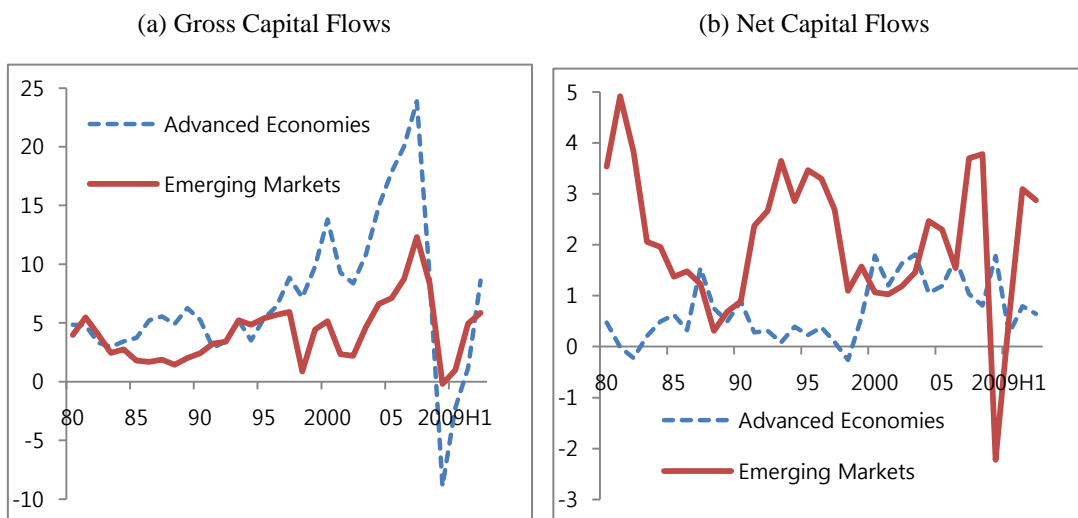 (a) Gross Capital Flows
25
20
15
10
5
0
-5
-10
Advanced Economies
Emerging Markets
80 85 90 95 2000 05 2009H1
(b) Net Capital Flows
5
4
3
2
1
0
-1
-2
-3
80 85 90 95 2000 05 2009H1
Advanced Economies
Emerging Markets